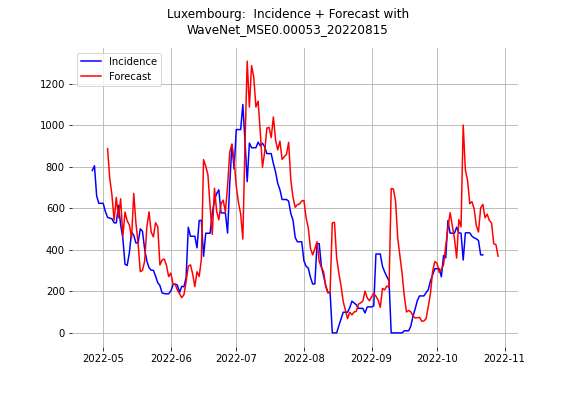 Luxembourg:  Incidence + Forecast with
WaveNet_MSE0.00053_20220815
Incidence
Forecast
1200
1000
800
600
400
200
0
2022-05 2022-06 2022-07 2022-08 2022-09 2022-10 2022-11